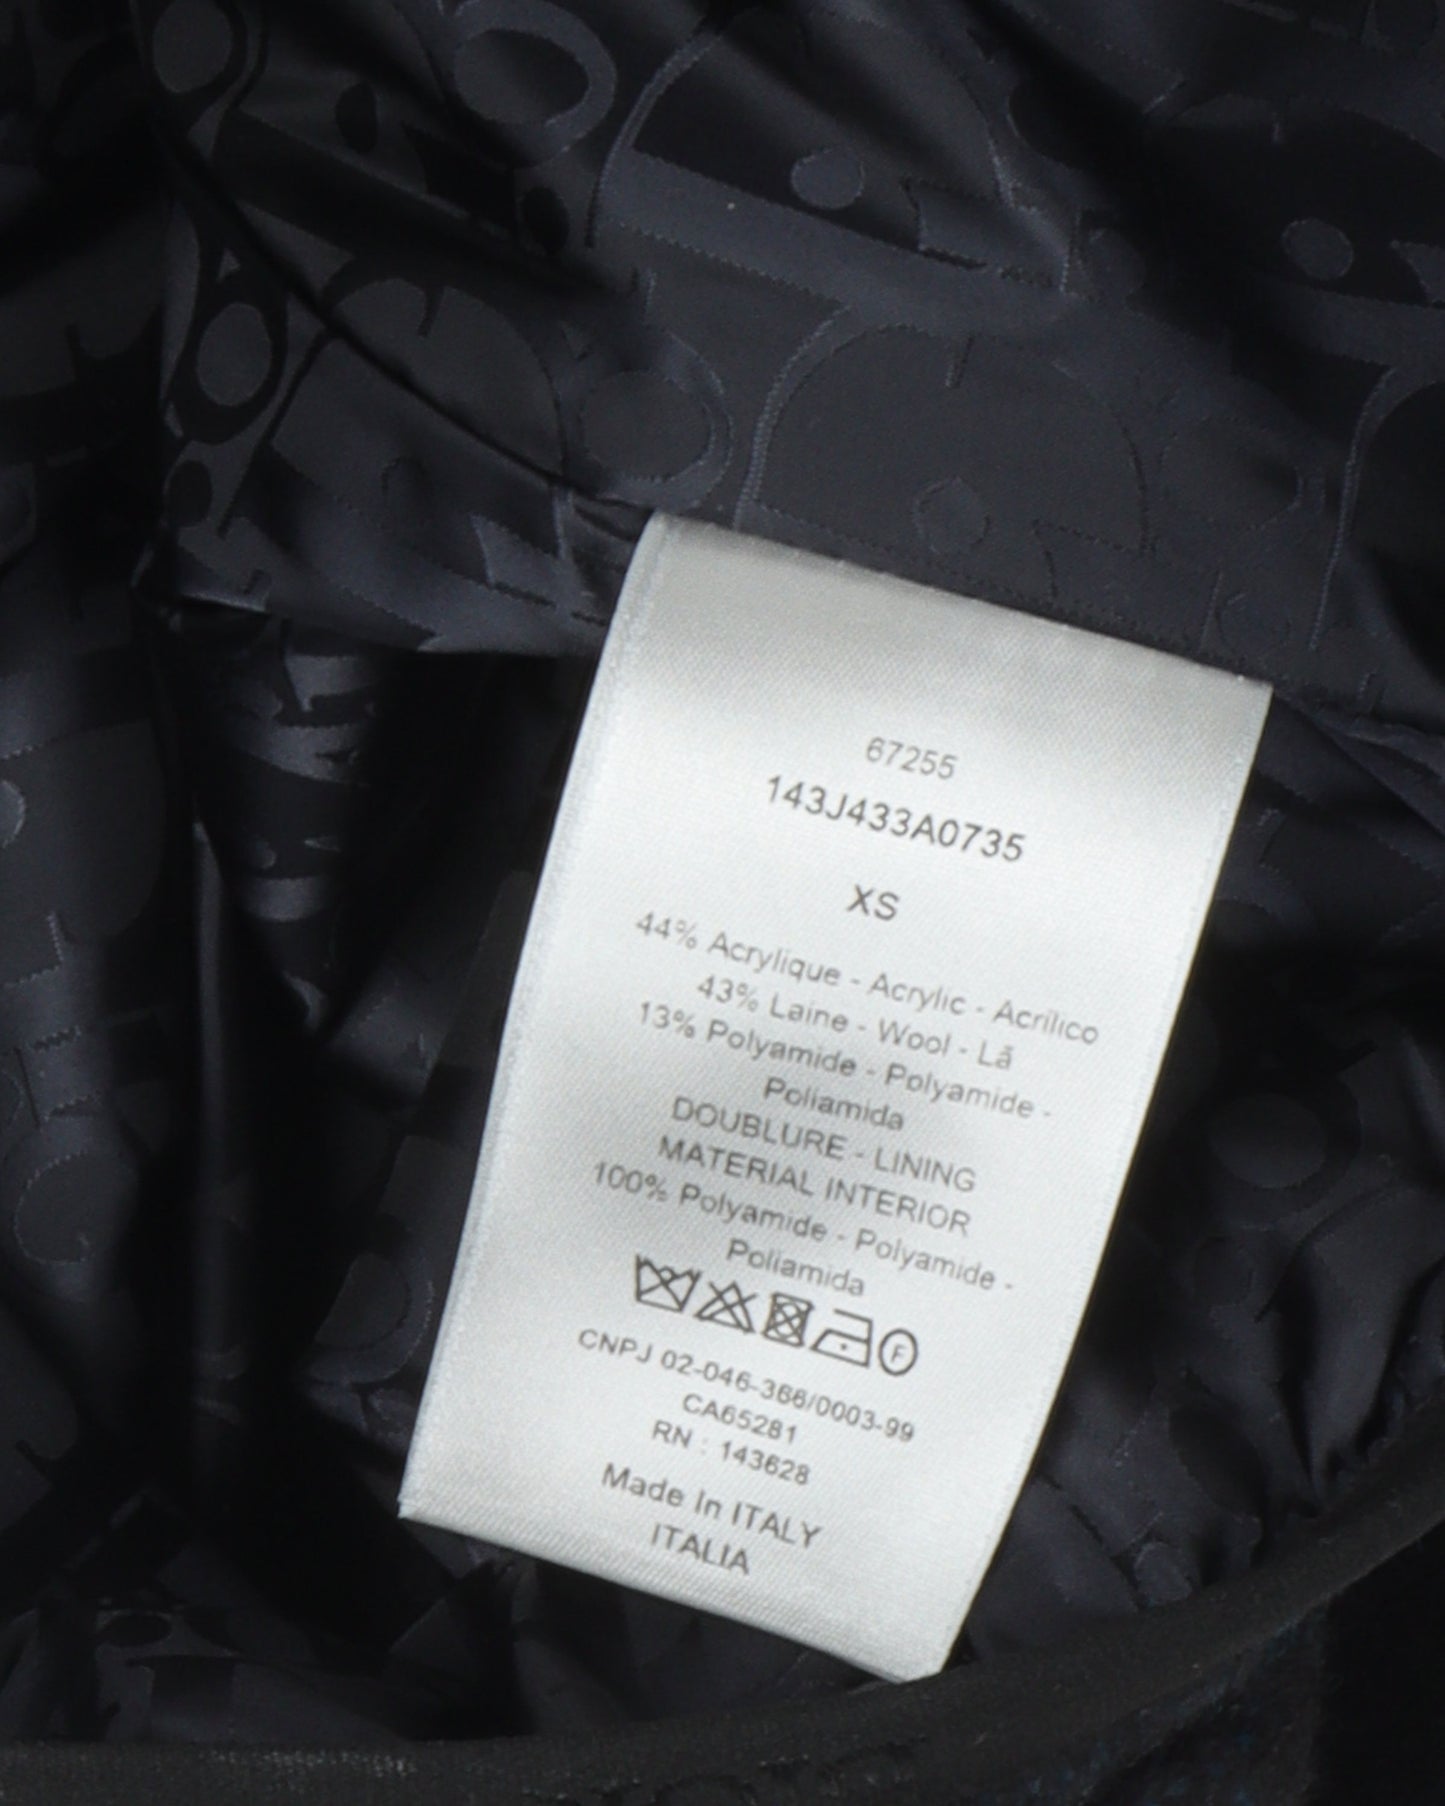 67255
143J433A0735
XS
44% Acrylique - Acrylic - Acrílico
43% Laine - Wool - Lã
13% Polyamide - Polyamide -
Poliamida
DOUBLURE - LINING
MATERIAL INTERIOR
100% Polyamide - Polyamide -
Poliamida
F
CNPJ 02-046-366/0003-99
CA65281
RN : 143628
Made In ITALY
ITALIA